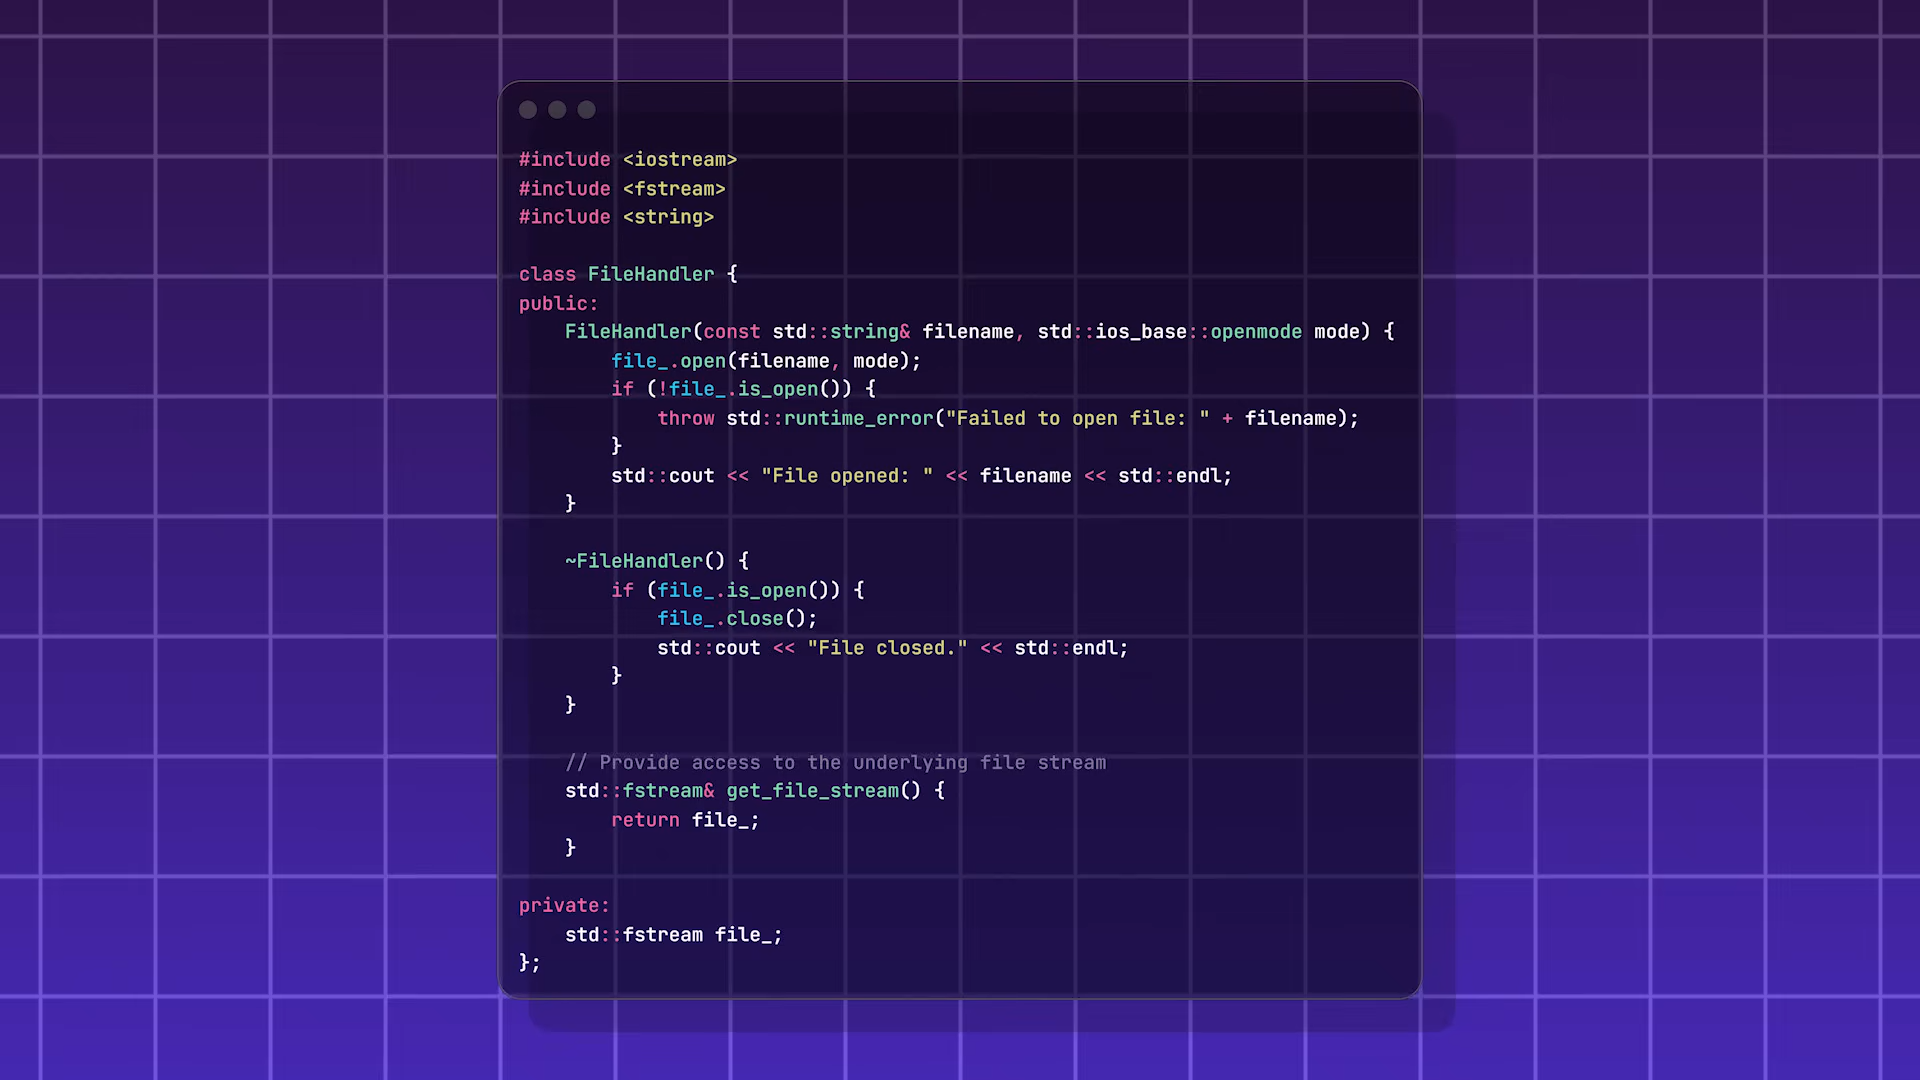 #include <iostream>
#include <fstream>
#include <string>

class FileHandler {
public:
    FileHandler(const std::string& filename, std::ios_base::openmode mode) {
        file_.open(filename, mode);
        if (!file_.is_open()) {
            throw std::runtime_error("Failed to open file: " + filename);
        }
        std::cout << "File opened: " << filename << std::endl;
    }

    ~FileHandler() {
        if (file_.is_open()) {
            file_.close();
            std::cout << "File closed." << std::endl;
        }
    }

    // Provide access to the underlying file stream
    std::fstream& get_file_stream() {
        return file_;
    }

private:
    std::fstream file_;
};